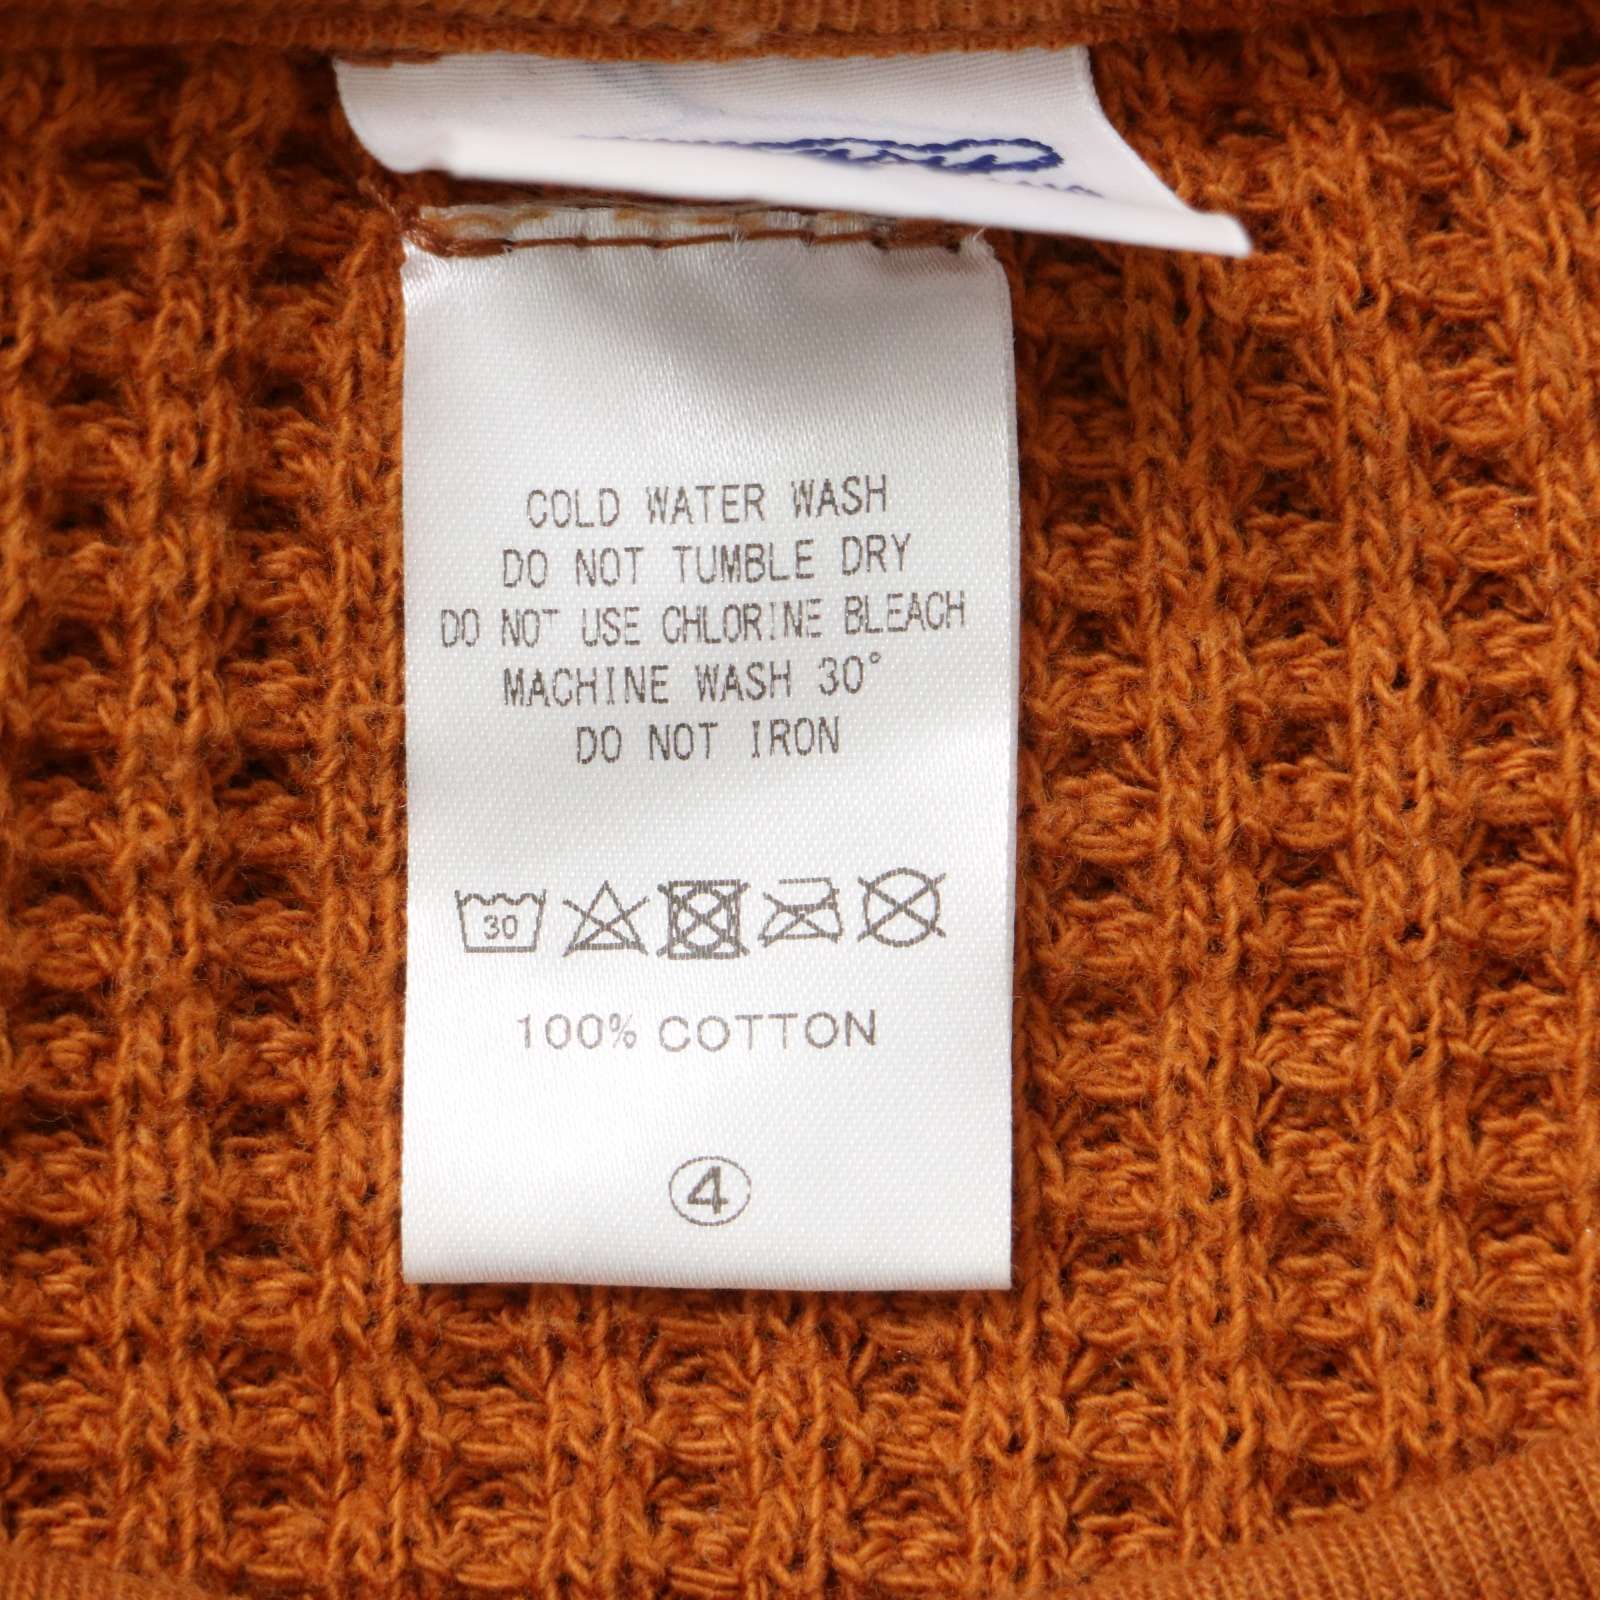 COLD WATER WASH
DO NOT TUMBLE DRY
DO NOT USE CHLORINE BLEACH
MACHINE WASH 30°
DO NOT IRON
30
100% COTTON
4